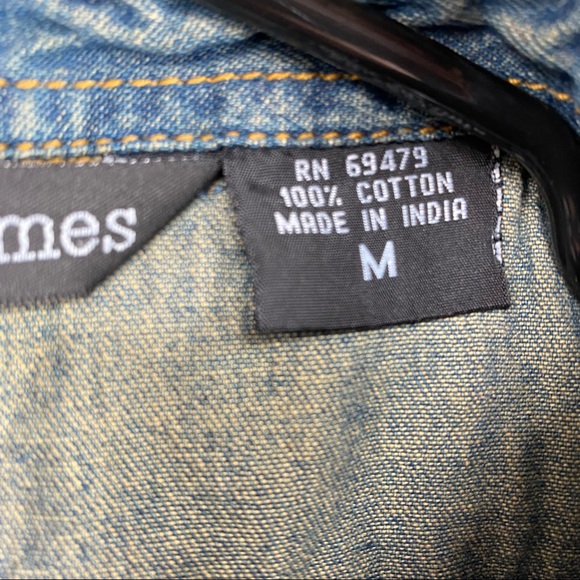 mes
RN 69479
100% COTTON
MADE IN INDIA
M